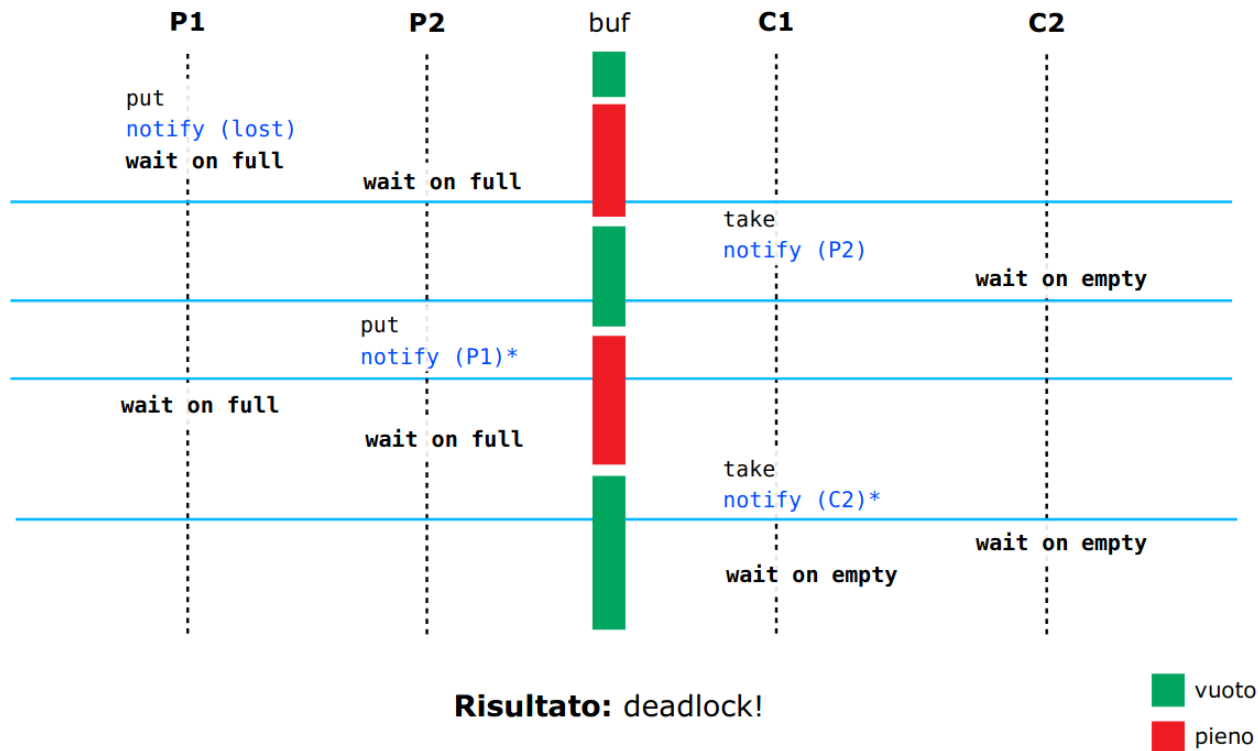 P1 P2 buf C1 C2
put
notify (lost)
wait on full
wait on full
take
notify (P2)
wait on empty
put
notify (P1)*
wait on full
wait on full
take
notify (C2)*
wait on empty
wait on empty
Risultato: deadlock!
vuoto
pieno